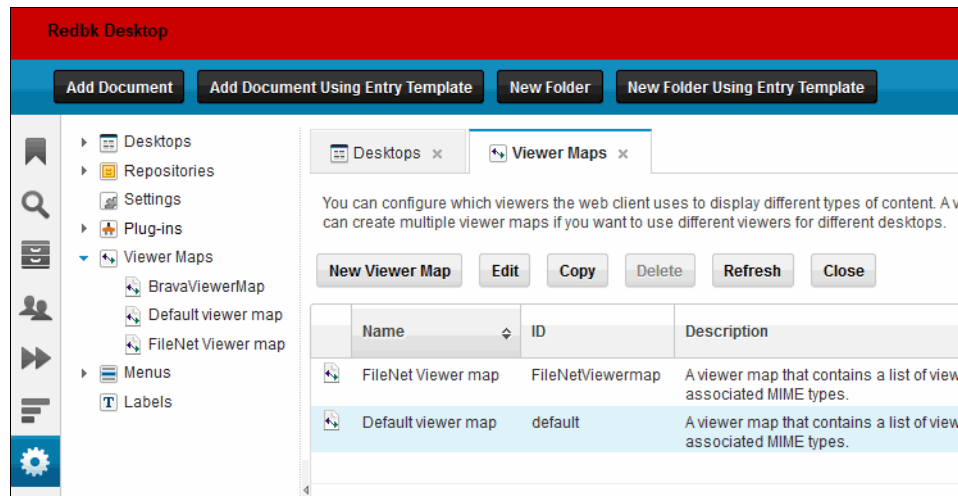 Redbk Desktop
Add Document
Add Document Using Entry Template
New Folder
New Folder Using Entry Template
Desktops
Repositories
Settings
Plug-ins
Viewer Maps
BravaViewerMap
Default viewer map
FileNet Viewer map
Menus
T Labels
Desktops ×
Viewer Maps ×
You can configure which viewers the web client uses to display different types of content. A v
can create multiple viewer maps if you want to use different viewers for different desktops.
New Viewer Map Edit Copy Delete Refresh Close
Name ID Description
FileNet Viewer map FileNetViewermap A viewer map that contains a list of view
associated MIME types.
Default viewer map default A viewer map that contains a list of view
associated MIME types.